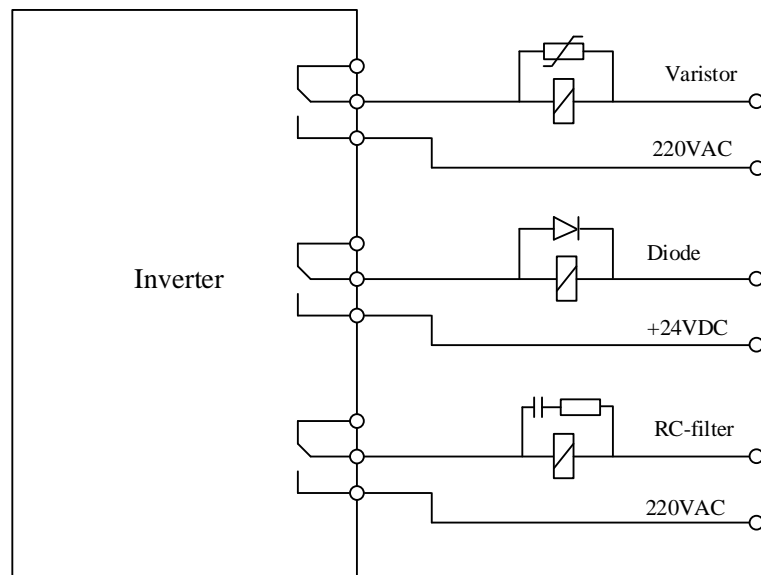 Varistor
220VAC
Inverter
Diode
+24VDC
RC-filter
220VAC